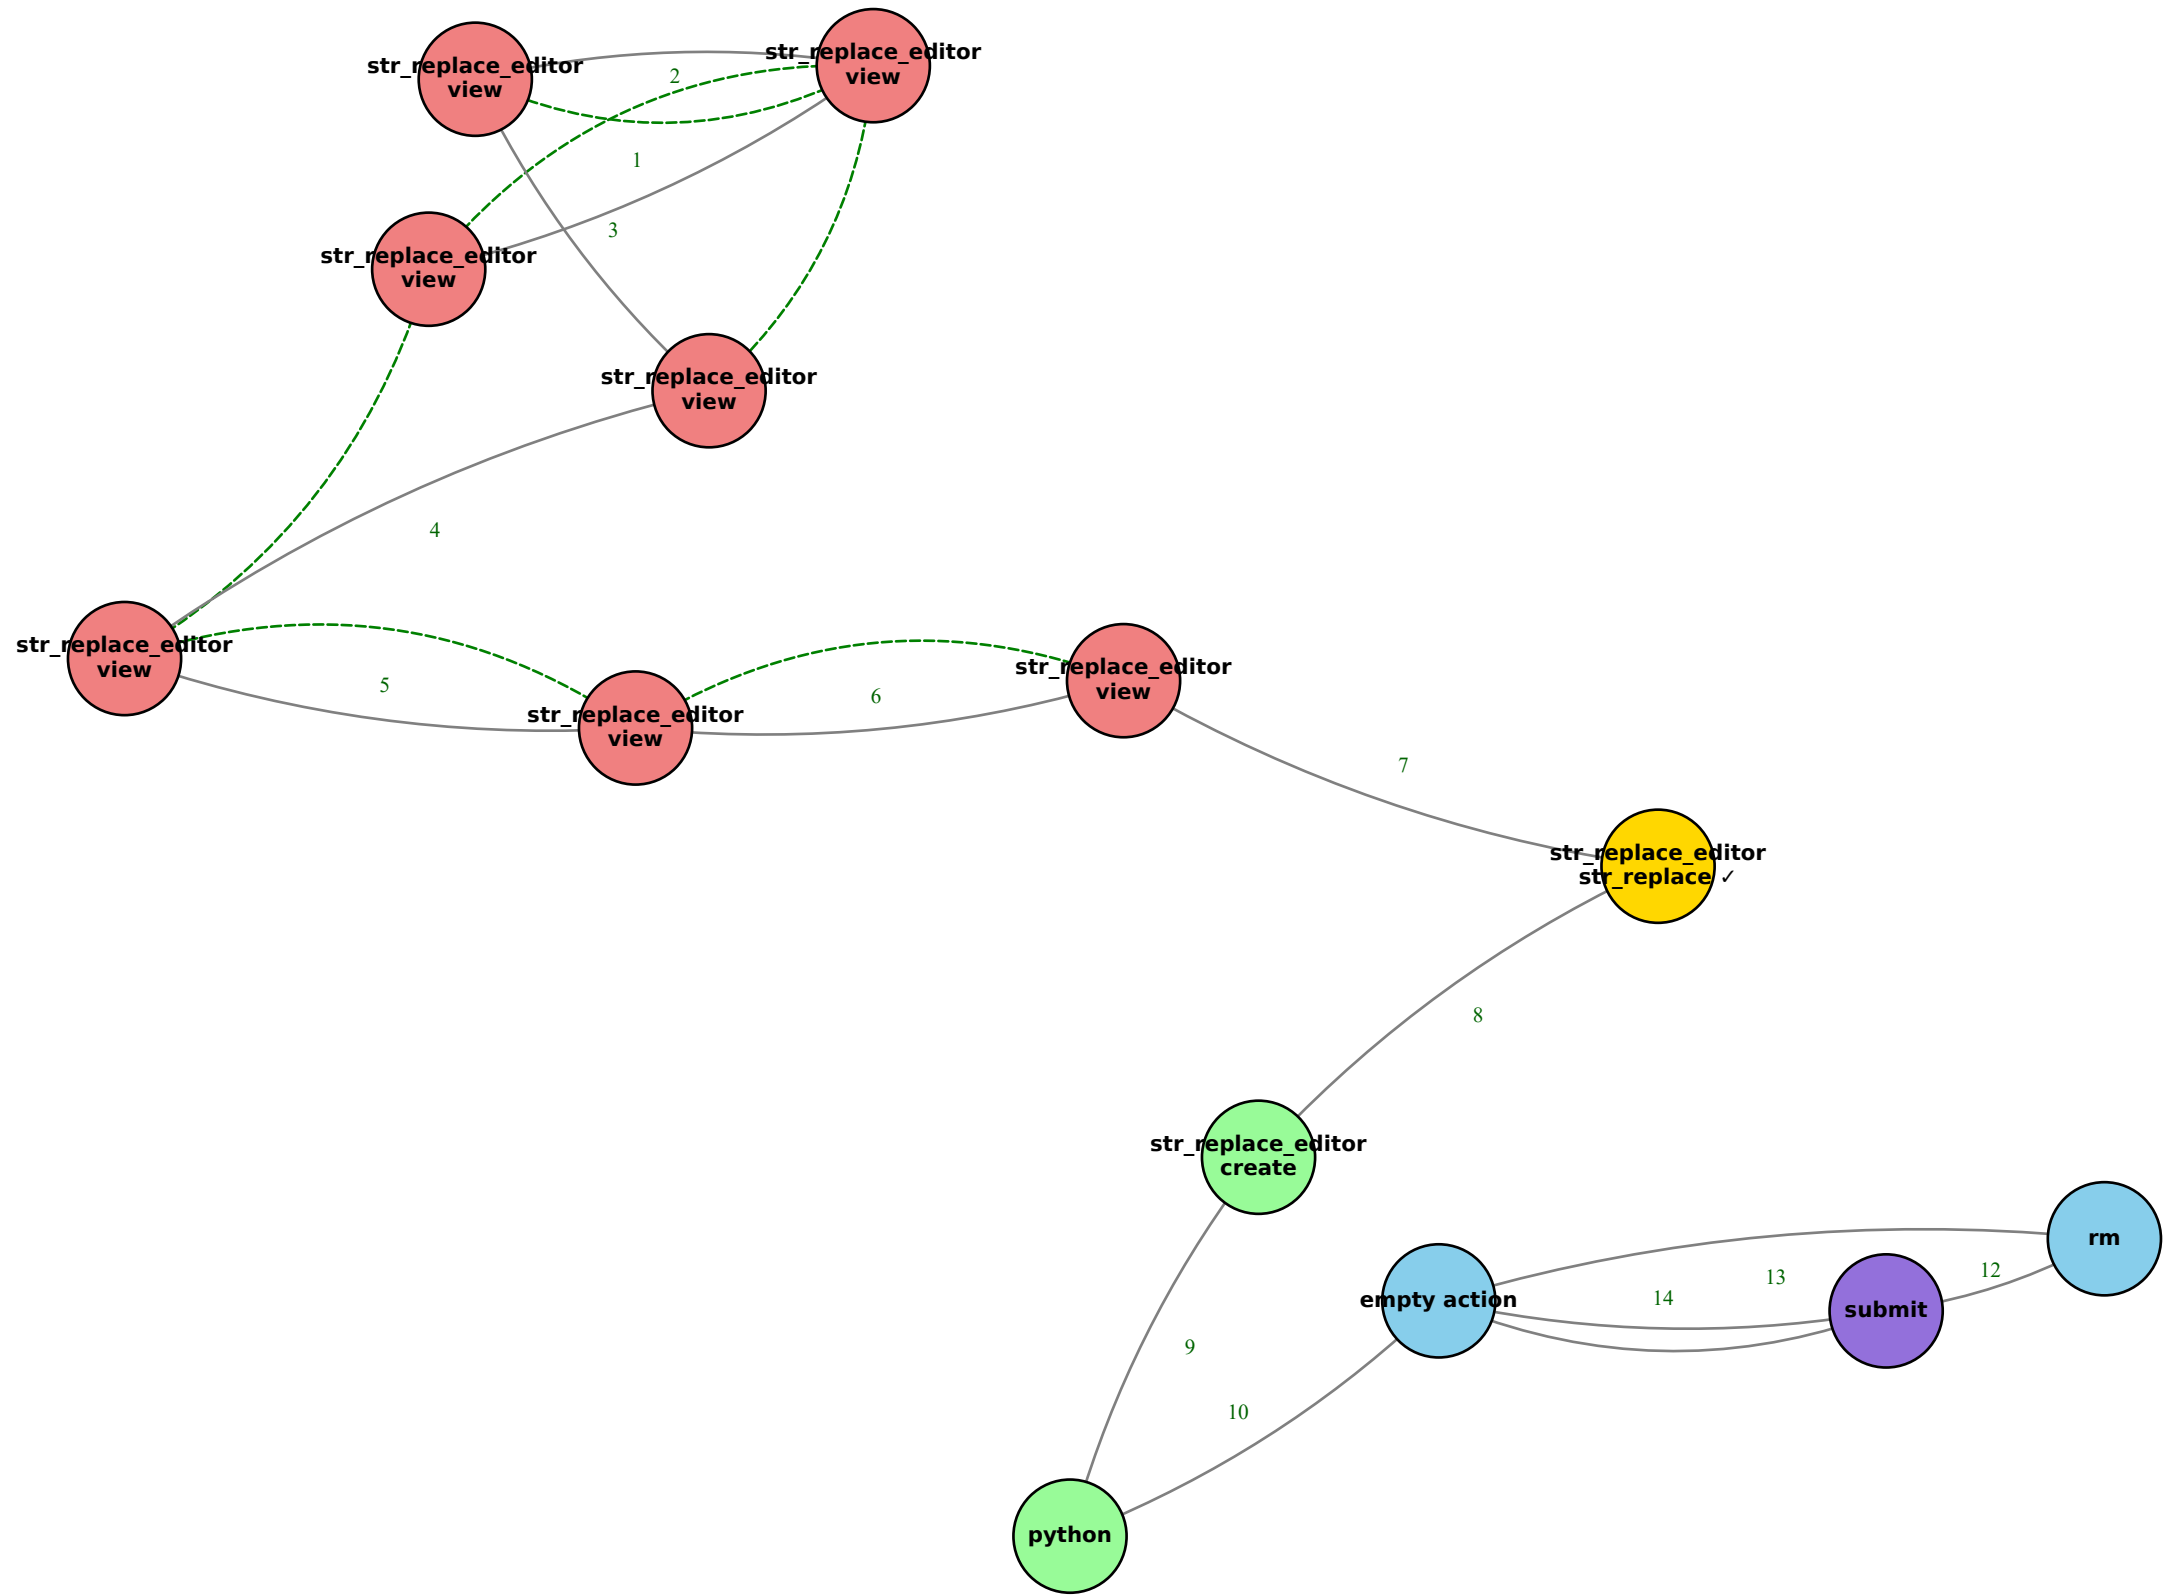 str_replace_editor
view
str_replace_editor
view
2
1
3
str_replace_editor
view
str_replace_editor
view
4
str_replace_editor
view
5
str_replace_editor
view
6
str_replace_editor
view
7
str_replace_editor
str_replace ✓
8
str_replace_editor
create
9
10
empty action
14
13
submit
12
rm
python